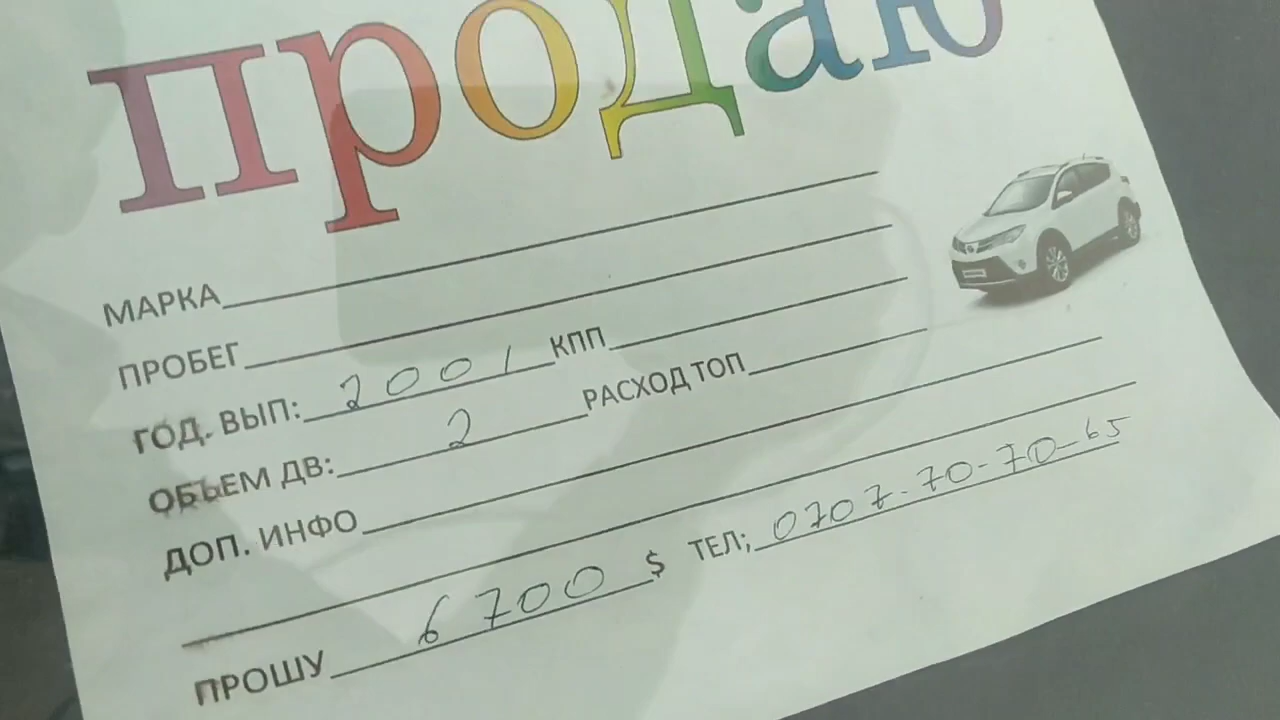 продаю
МАРКА
ПРОБЕГ
ГОД. ВЫП: 2001 КПП
ОБЪЕМ ДВ: 2 РАСХОД ТОП
ДОП. ИНФО
ПРОШУ 6700 $ ТЕЛ; 0707-70-70-65